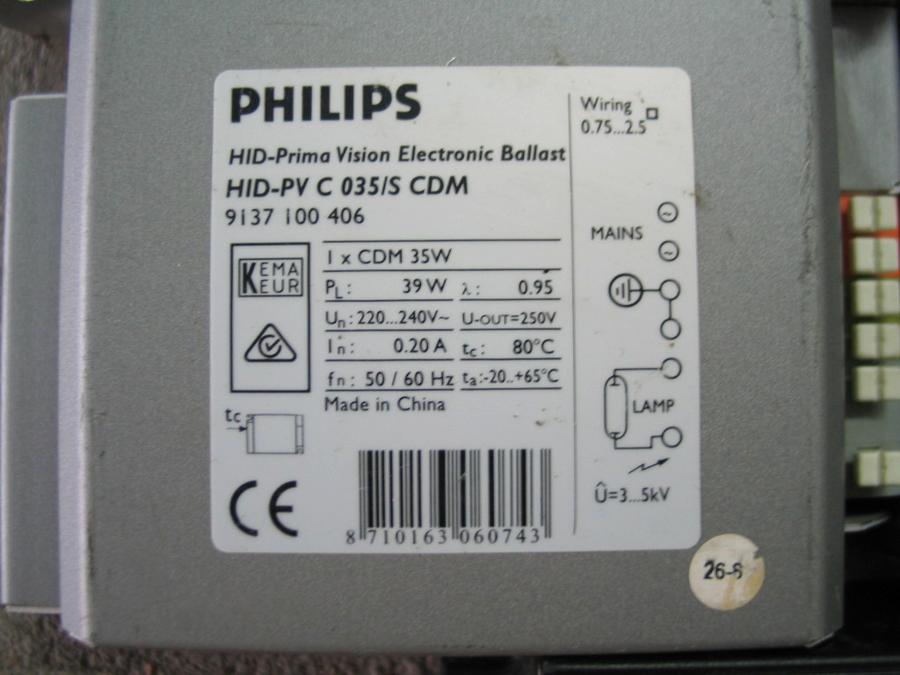 PHILIPS
HID-Prima Vision Electronic Ballast
HID-PV C 035/S CDM
9137 100 406
KEMA
KEUR
1 x CDM 35W
PL: 39 W λ: 0.95
Un: 220...240V~ U-OUT=250V
In: 0.20 A tc: 80°C
fn: 50 / 60 Hz ta:-20..+65°C
Made in China
tc
CE
8 710163 060743
Wiring
0.75...2.5
MAINS
LAMP
Û=3...5kV
26-8